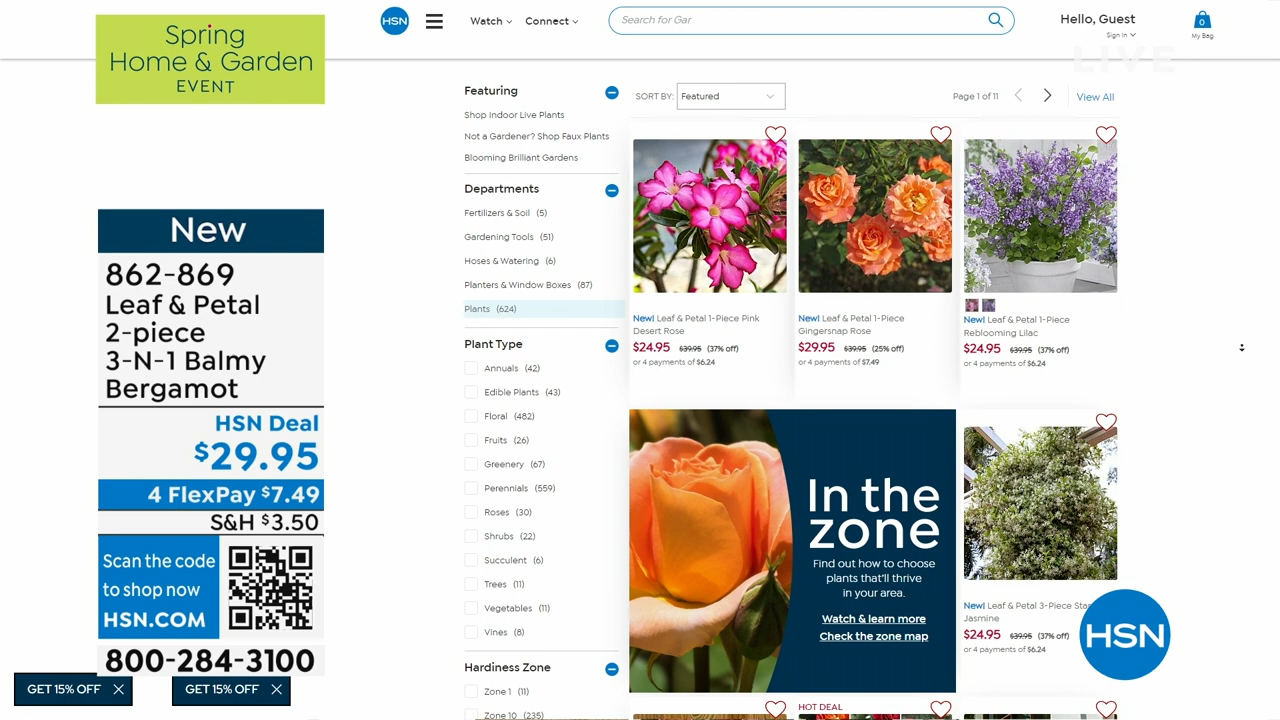 Spring
Home & Garden
EVENT
New
862-869
Leaf & Petal
2-piece
3-N-1 Balmy
Bergamot
HSN Deal
$29.95
4 FlexPay $7.49
S&H $3.50
Scan the code
to shop now
HSN.COM
800-284-3100
GET 15% OFF
GET 15% OFF
HSN
Watch
Connect
Search for Gar
Hello, Guest
Sign In
0
My Bag
LIVE
Featuring
Shop Indoor Live Plants
Not a Gardener? Shop Faux Plants
Blooming Brilliant Gardens
Departments
Fertilizers & Soil (5)
Gardening Tools (51)
Hoses & Watering (6)
Planters & Window Boxes (87)
Plants (624)
Plant Type
Annuals (42)
Edible Plants (43)
Floral (482)
Fruits (26)
Greenery (67)
Perennials (559)
Roses (30)
Shrubs (22)
Succulent (6)
Trees (11)
Vegetables (11)
Vines (8)
Hardiness Zone
Zone 1 (11)
Zone 10 (235)
SORT BY: Featured
Page 1 of 11
View All
New! Leaf & Petal 1-Piece Pink
Desert Rose
$24.95 $39.95 (37% off)
or 4 payments of $6.24
New! Leaf & Petal 1-Piece
Gingersnap Rose
$29.95 $39.95 (25% off)
or 4 payments of $7.49
New! Leaf & Petal 1-Piece
Reblooming Lilac
$24.95 $39.95 (37% off)
or 4 payments of $6.24
In the
zone
Find out how to choose
plants that'll thrive
in your area.
Watch & learn more
Check the zone map
New! Leaf & Petal 3-Piece Star
Jasmine
$24.95 $39.95 (37% off)
or 4 payments of $6.24
HSN
HOT DEAL